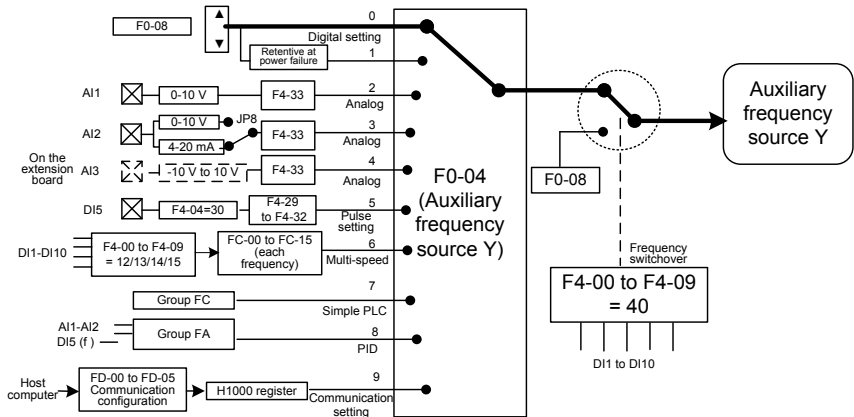 F0-08
▲
▼
0
Digital setting
Retentive at
power failure
1
AI1
0-10 V
F4-33
2
Analog
AI2
0-10 V
4-20 mA
JP8
F4-33
3
Analog
On the
extension
board
AI3
-10 V to 10 V
F4-33
4
Analog
DI5
F4-04=30
F4-29
to F4-32
5
Pulse
setting
DI1-DI10
F4-00 to F4-09
= 12/13/14/15
FC-00 to FC-15
(each
frequency)
6
Multi-speed
Group FC
7
Simple PLC
AI1-AI2
DI5 (f )
Group FA
8
PID
Host
computer
FD-00 to FD-05
Communication
configuration
H1000 register
9
Communication
setting
F0-04
(Auxiliary
frequency
source Y)
F0-08
Frequency
switchover
F4-00 to F4-09
= 40
DI1 to DI10
Auxiliary
frequency
source Y